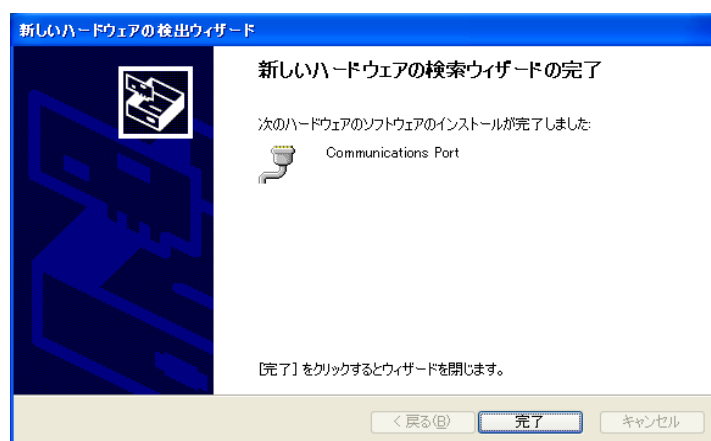 新しいハードウェアの検出ウィザード
新しいハードウェアの検索ウィザードの完了
次のハードウェアのソフトウェアのインストールが完了しました:
Communications Port
[完了] をクリックするとウィザードを閉じます。
< 戻る(B) 完了 キャンセル